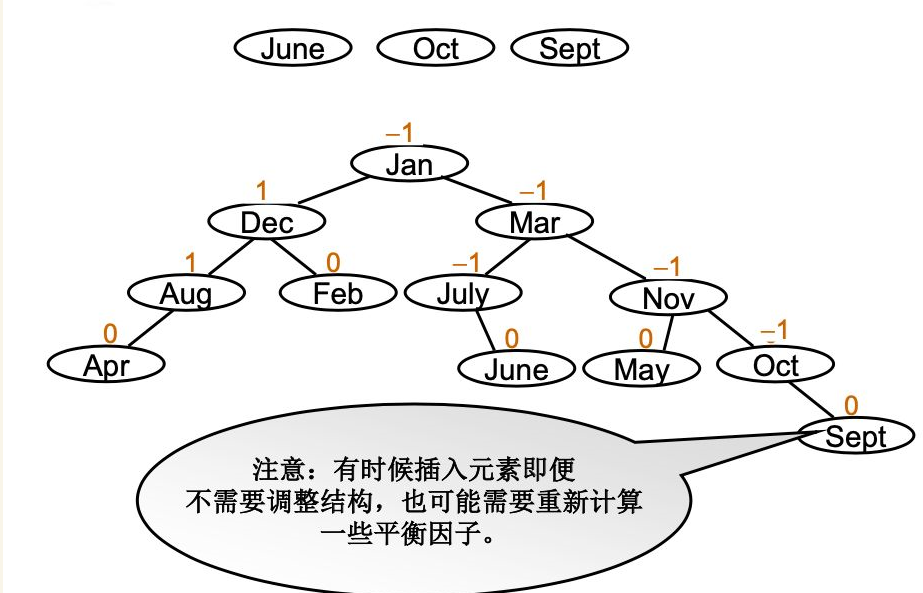 June Oct Sept
–1
Jan
1 –1
Dec Mar
1 0 –1 –1
Aug Feb July Nov
0 0 0 –1
Apr June May Oct
0
Sept
注意：有时候插入元素即便
不需要调整结构，也可能需要重新计算
一些平衡因子。